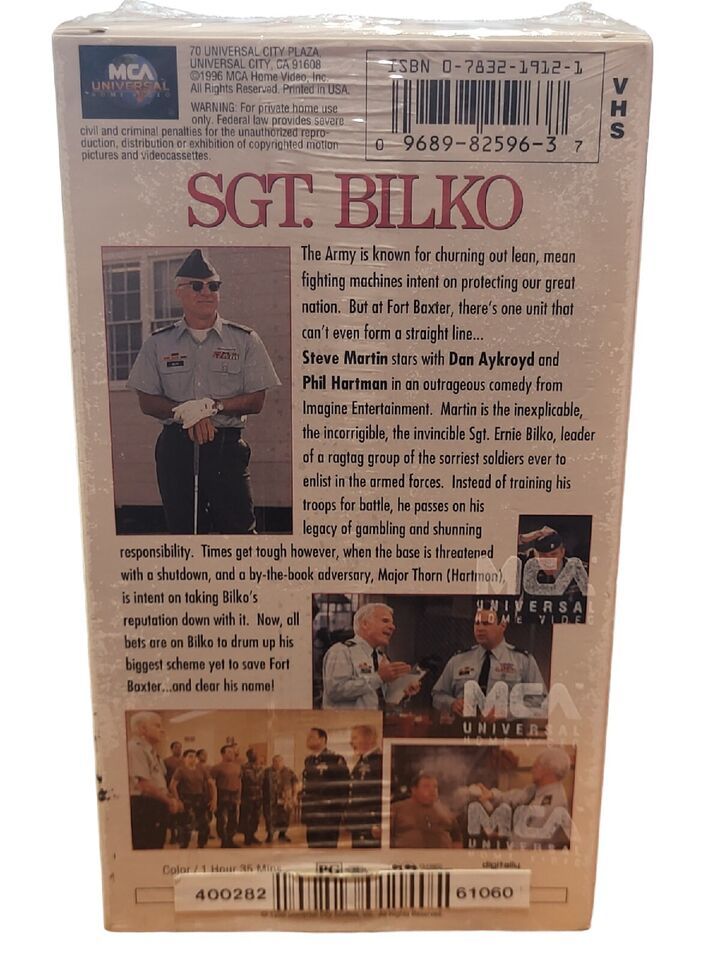 MCA
UNIVERSAL
HOME VIDEO
70 UNIVERSAL CITY PLAZA,
UNIVERSAL CITY, CA 91608
©1996 MCA Home Video, Inc.
All Rights Reserved. Printed in USA.
WARNING: For private home use
only. Federal law provides severe
civil and criminal penalties for the unauthorized repro-
duction, distribution or exhibition of copyrighted motion
pictures and videocassettes.
ISBN 0-7832-1912-1
0 9689-82596-3 7
VHS
SGT. BILKO
The Army is known for churning out lean, mean
fighting machines intent on protecting our great
nation. But at Fort Baxter, there's one unit that
can't even form a straight line...
Steve Martin stars with Dan Aykroyd and
Phil Hartman in an outrageous comedy from
Imagine Entertainment. Martin is the inexplicable,
the incorrigible, the invincible Sgt. Ernie Bilko, leader
of a ragtag group of the sorriest soldiers ever to
enlist in the armed forces. Instead of training his
troops for battle, he passes on his
legacy of gambling and shunning
responsibility. Times get tough however, when the base is threatened
with a shutdown, and a by-the-book adversary, Major Thorn (Hartman),
is intent on taking Bilko's
reputation down with it. Now, all
bets are on Bilko to drum up his
biggest scheme yet to save Fort
Baxter...and clear his name!
MCA
UNIVERSAL
HOME VIDEO
MCA
UNIVERSAL
MCA
UNIVERSAL
Color / 1 Hour 35 Mins.
PG
digitally
400282
61060